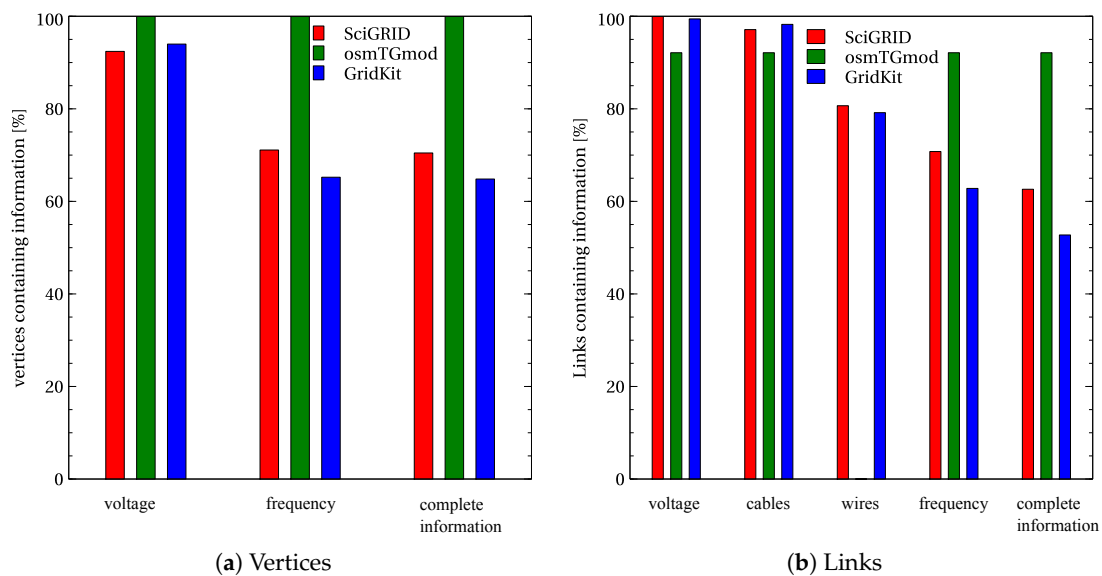 100
80
60
40
20
0
vertices containing information [%]
SciGRID
osmTGmod
GridKit
voltage
frequency
complete
information
(a) Vertices
100
80
60
40
20
0
Links containing information [%]
SciGRID
osmTGmod
GridKit
voltage
cables
wires
frequency
complete
information
(b) Links